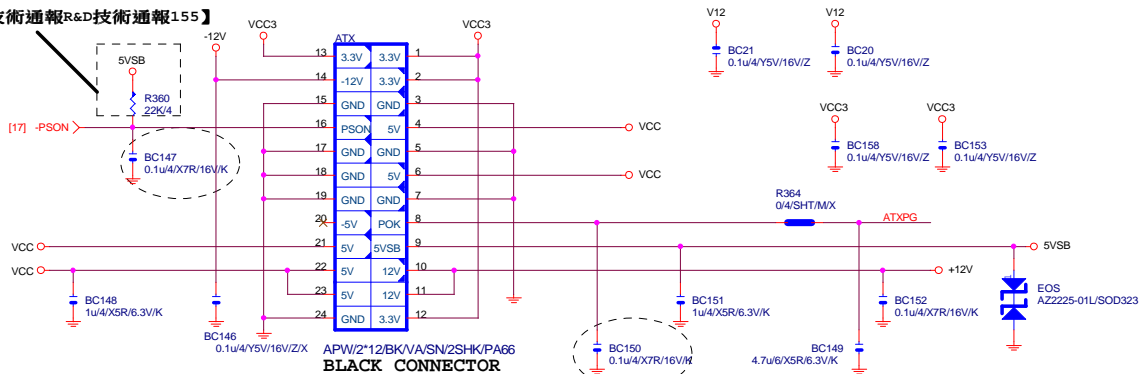 術通報R&D技術通報155】
5VSB
R360
22K/4
[17] -PSON
BC147
0.1u/4/X7R/16V/K
-12V
VCC3
ATX
VCC3
13 3.3V 3.3V 1
14 -12V 3.3V 2
15 GND GND 3
16 PSON 5V 4
17 GND GND 5
18 GND 5V 6
19 GND GND 7
20 -5V POK 8
21 5V 5VSB 9
22 5V 12V 10
23 5V 12V 11
24 GND 3.3V 12
VCC
VCC
VCC
VCC
BC148
1u/4/X5R/6.3V/K
BC146
0.1u/4/Y5V/16V/Z/X
APW/2*12/BK/VA/SN/2SHK/PA66
BLACK CONNECTOR
V12
BC21
0.1u/4/Y5V/16V/Z
V12
BC20
0.1u/4/Y5V/16V/Z
VCC3
BC158
0.1u/4/Y5V/16V/Z
VCC3
BC153
0.1u/4/Y5V/16V/Z
R364
0/4/SHT/M/X
ATXPG
5VSB
+12V
BC151
1u/4/X5R/6.3V/K
BC152
0.1u/4/X7R/16V/K
EOS
AZ2225-01L/SOD323
BC150
0.1u/4/X7R/16V/K
BC149
4.7u/6/X5R/6.3V/K